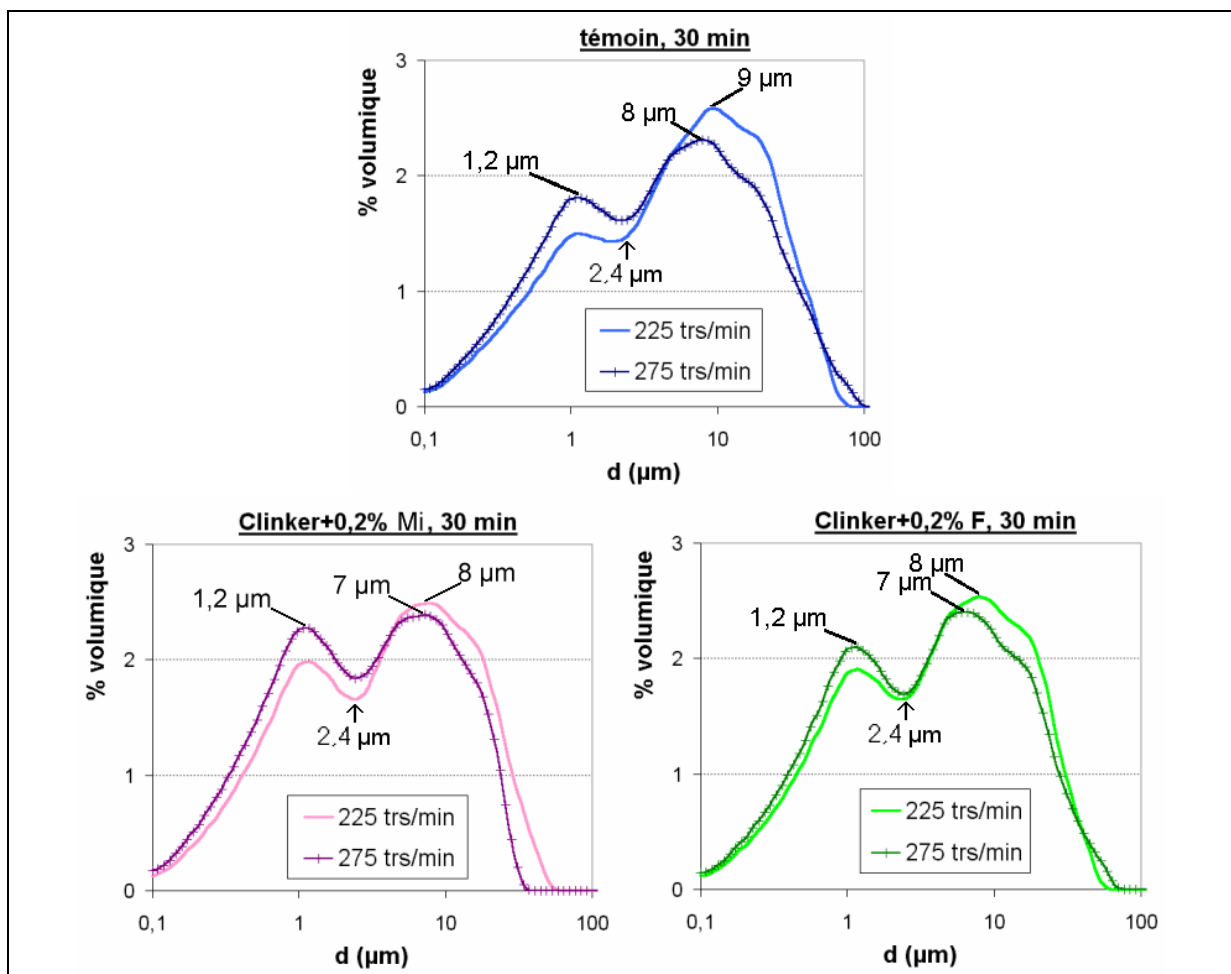 témoin, 30 min
3
2
1
0
% volumique
9 µm
8 µm
1,2 µm
2,4 µm
225 trs/min
275 trs/min
0,1
1
10
100
d (µm)
Clinker+0,2% Mi, 30 min
3
2
1
0
% volumique
8 µm
7 µm
1,2 µm
2,4 µm
225 trs/min
275 trs/min
0,1
1
10
100
d (µm)
Clinker+0,2% F, 30 min
3
2
1
0
% volumique
8 µm
7 µm
1,2 µm
2,4 µm
225 trs/min
275 trs/min
0,1
1
10
100
d (µm)